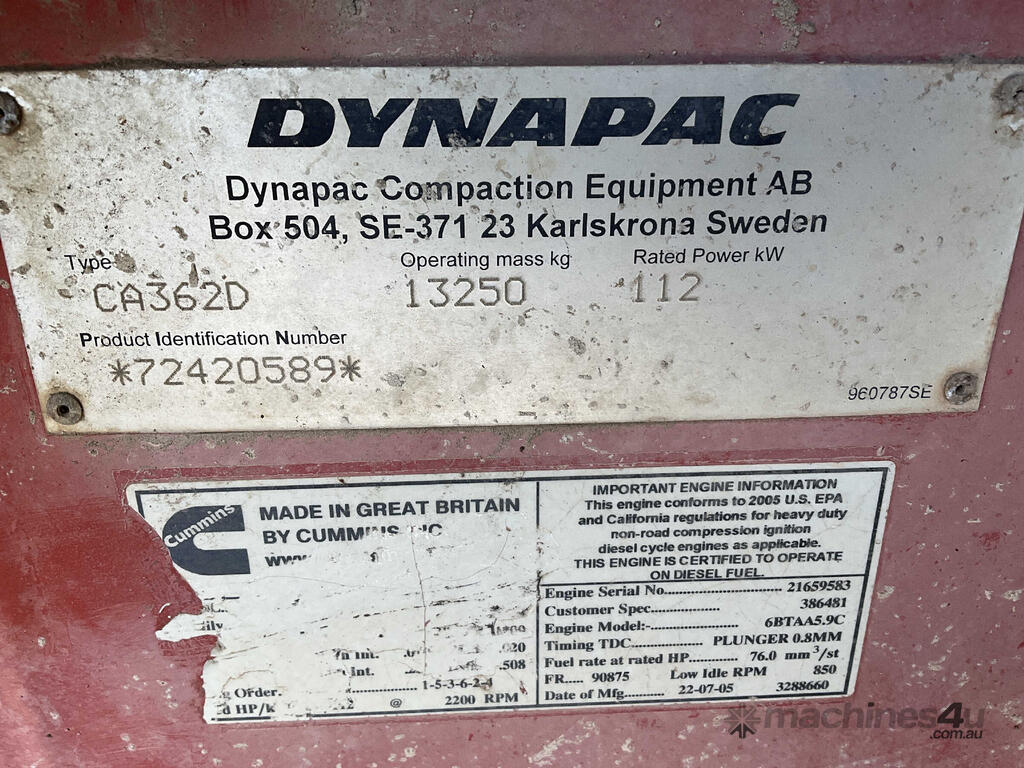 DYNAPAC
Dynapac Compaction Equipment AB
Box 504, SE-371 23 Karlskrona Sweden
Type Operating mass kg Rated Power kW
CA362D 13250 112
Product Identification Number
*72420589*
960787SE
Cummins
MADE IN GREAT BRITAIN
BY CUMMINS
IMPORTANT ENGINE INFORMATION
This engine conforms to 2005 U.S. EPA
and California regulations for heavy duty
non-road compression ignition
diesel cycle engines as applicable.
THIS ENGINE IS CERTIFIED TO OPERATE
ON DIESEL FUEL.
Engine Serial No. 21659583
Customer Spec. 386481
Engine Model:- 6BTAA5.9C
Timing TDC. PLUNGER 0.8MM
Fuel rate at rated HP. 76.0 mm³/st
FR.... 90875 Low Idle RPM 850
Date of Mfg. 22-07-05 3288660
.020
.508
Order. 1-5-3-6-2-4
HP/K @ 2200 RPM
machines4u
.com.au